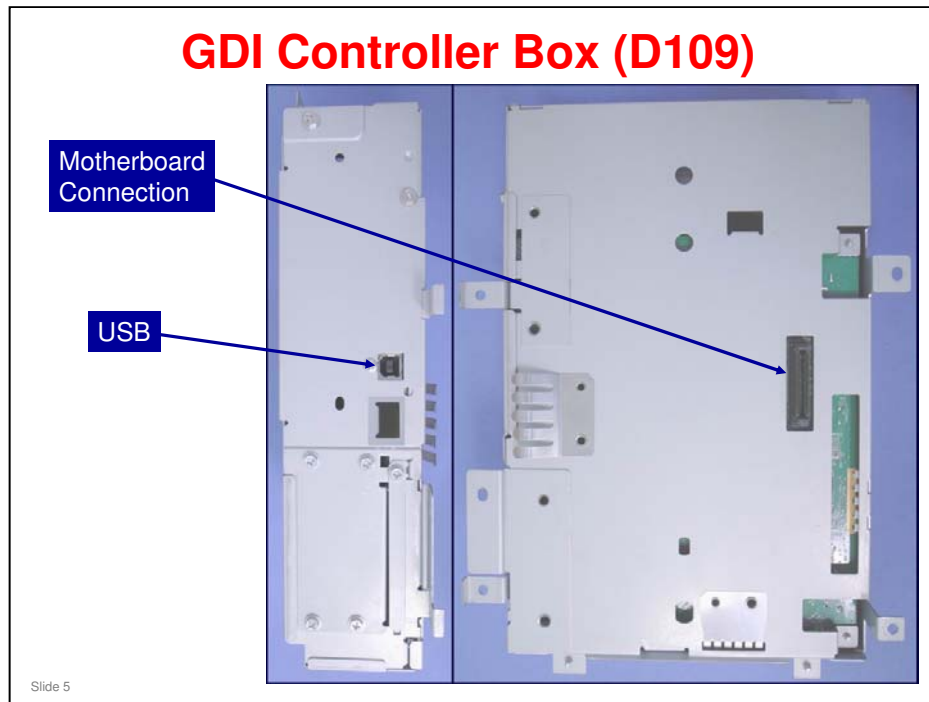 GDI Controller Box (D109)
Motherboard
Connection
USB
Slide 5